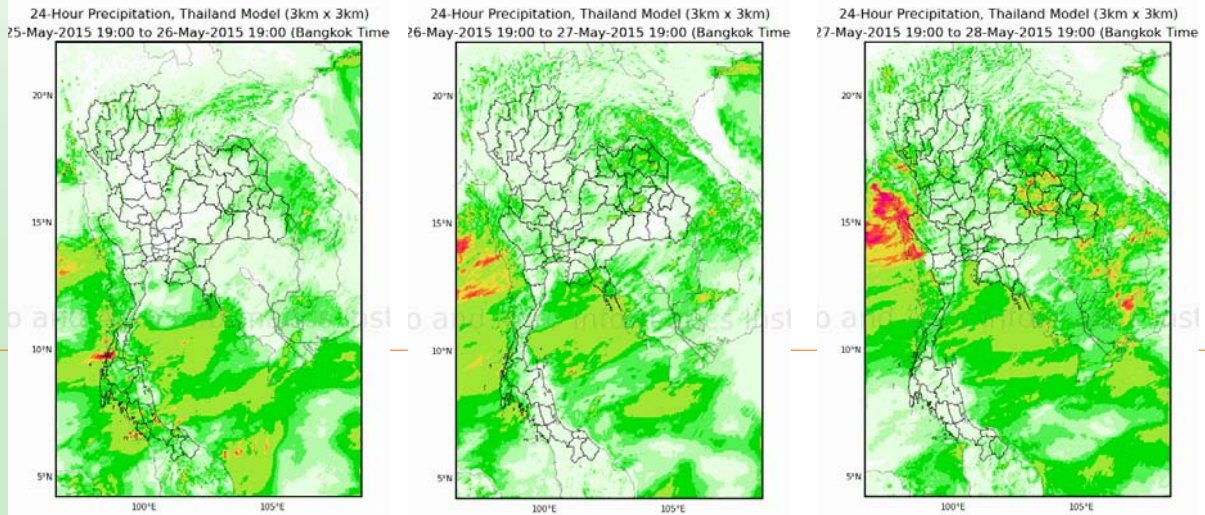 24-Hour Precipitation, Thailand Model (3km x 3km)
25-May-2015 19:00 to 26-May-2015 19:00 (Bangkok Time
20°N
15°N
10°N
5°N
100°E 105°E
24-Hour Precipitation, Thailand Model (3km x 3km)
26-May-2015 19:00 to 27-May-2015 19:00 (Bangkok Time
20°N
15°N
10°N
5°N
100°E 105°E
24-Hour Precipitation, Thailand Model (3km x 3km)
27-May-2015 19:00 to 28-May-2015 19:00 (Bangkok Time
20°N
15°N
10°N
5°N
100°E 105°E